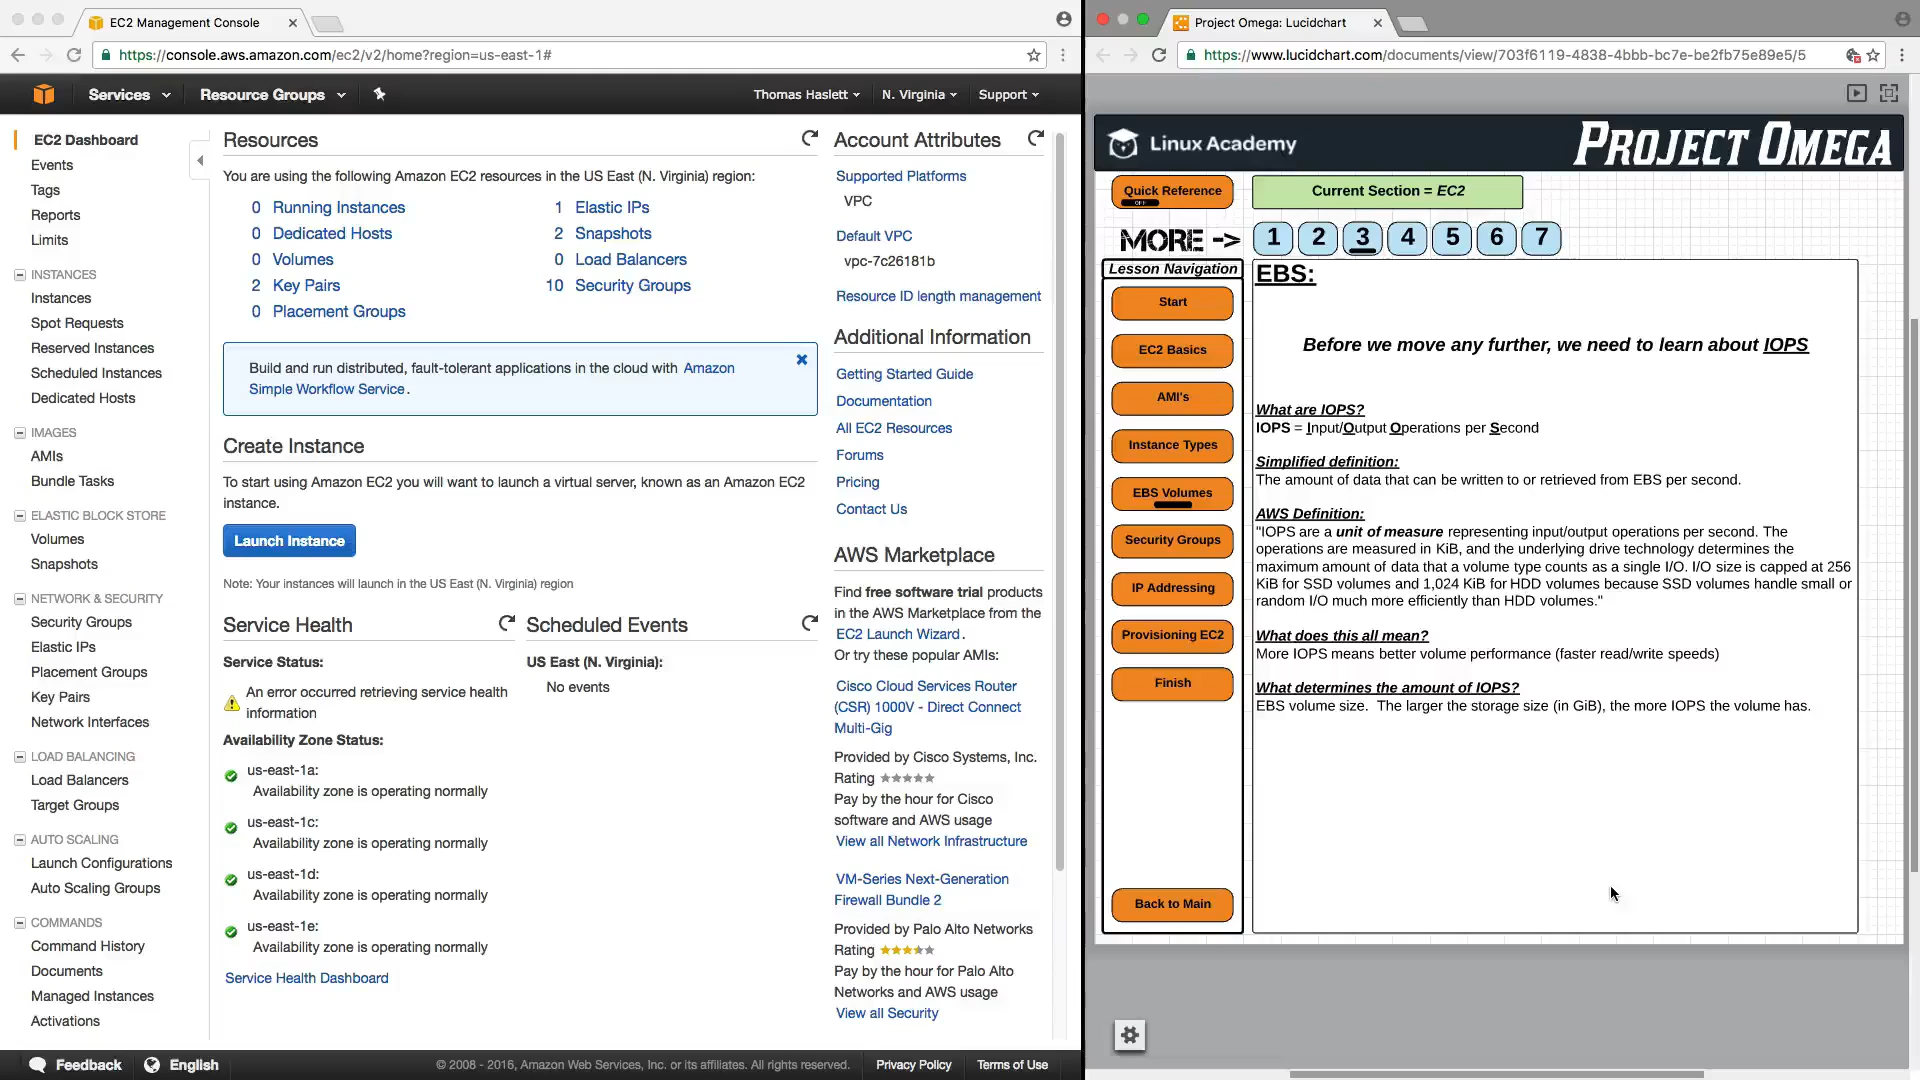 EC2 Management Console
https://console.aws.amazon.com/ec2/v2/home?region=us-east-1#
Services
Resource Groups
Thomas Haslett
N. Virginia
Support
EC2 Dashboard
Events
Tags
Reports
Limits
INSTANCES
Instances
Spot Requests
Reserved Instances
Scheduled Instances
Dedicated Hosts
IMAGES
AMIs
Bundle Tasks
ELASTIC BLOCK STORE
Volumes
Snapshots
NETWORK & SECURITY
Security Groups
Elastic IPs
Placement Groups
Key Pairs
Network Interfaces
LOAD BALANCING
Load Balancers
Target Groups
AUTO SCALING
Launch Configurations
Auto Scaling Groups
COMMANDS
Command History
Documents
Managed Instances
Activations
Resources
You are using the following Amazon EC2 resources in the US East (N. Virginia) region:
0 Running Instances
1 Elastic IPs
0 Dedicated Hosts
2 Snapshots
0 Volumes
0 Load Balancers
2 Key Pairs
10 Security Groups
0 Placement Groups
Build and run distributed, fault-tolerant applications in the cloud with Amazon
Simple Workflow Service.
Create Instance
To start using Amazon EC2 you will want to launch a virtual server, known as an Amazon EC2
instance.
Launch Instance
Note: Your instances will launch in the US East (N. Virginia) region
Service Health
Service Status:
An error occurred retrieving service health
information
Availability Zone Status:
us-east-1a:
Availability zone is operating normally
us-east-1c:
Availability zone is operating normally
us-east-1d:
Availability zone is operating normally
us-east-1e:
Availability zone is operating normally
Service Health Dashboard
Scheduled Events
US East (N. Virginia):
No events
Account Attributes
Supported Platforms
VPC
Default VPC
vpc-7c26181b
Resource ID length management
Additional Information
Getting Started Guide
Documentation
All EC2 Resources
Forums
Pricing
Contact Us
AWS Marketplace
Find free software trial products
in the AWS Marketplace from the
EC2 Launch Wizard.
Or try these popular AMIs:
Cisco Cloud Services Router
(CSR) 1000V - Direct Connect
Multi-Gig
Provided by Cisco Systems, Inc.
Rating
Pay by the hour for Cisco
software and AWS usage
View all Network Infrastructure
VM-Series Next-Generation
Firewall Bundle 2
Provided by Palo Alto Networks
Rating
Pay by the hour for Palo Alto
Networks and AWS usage
View all Security
Feedback
English
© 2008 - 2016, Amazon Web Services, Inc. or its affiliates. All rights reserved.
Privacy Policy
Terms of Use
Project Omega: Lucidchart
https://www.lucidchart.com/documents/view/703f6119-4838-4bbb-bc7e-be2fb75e89e5/5
Linux Academy
PROJECT OMEGA
Quick Reference
OFF
Current Section = EC2
MORE ->
1 2 3 4 5 6 7
Lesson Navigation
Start
EC2 Basics
AMI's
Instance Types
EBS Volumes
Security Groups
IP Addressing
Provisioning EC2
Finish
Back to Main
EBS:
Before we move any further, we need to learn about IOPS
What are IOPS?
IOPS = Input/Output Operations per Second
Simplified definition:
The amount of data that can be written to or retrieved from EBS per second.
AWS Definition:
"IOPS are a unit of measure representing input/output operations per second. The
operations are measured in KiB, and the underlying drive technology determines the
maximum amount of data that a volume type counts as a single I/O. I/O size is capped at 256
KiB for SSD volumes and 1,024 KiB for HDD volumes because SSD volumes handle small or
random I/O much more efficiently than HDD volumes."
What does this all mean?
More IOPS means better volume performance (faster read/write speeds)
What determines the amount of IOPS?
EBS volume size. The larger the storage size (in GiB), the more IOPS the volume has.